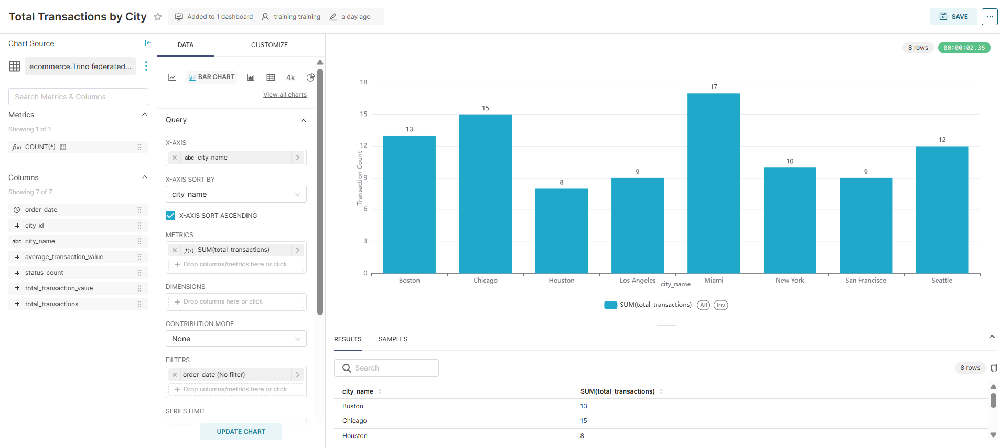 Total Transactions by City
Added to 1 dashboard training training a day ago
SAVE
...
Chart Source
ecommerce.Trino federated...
Search Metrics & Columns
Metrics
Showing 1 of 1
f(x) COUNT(*)
Columns
Showing 7 of 7
order_date
# city_id
abc city_name
# average_transaction_value
# status_count
# total_transaction_value
# total_transactions
DATA CUSTOMIZE
BAR CHART 4k
View all charts
Query
X-AXIS
abc city_name
X-AXIS SORT BY
city_name
X-AXIS SORT ASCENDING
METRICS
f(x) SUM(total_transactions)
+ Drop columns/metrics here or click
DIMENSIONS
+ Drop columns here or click
CONTRIBUTION MODE
None
FILTERS
order_date (No filter)
+ Drop columns/metrics here or click
SERIES LIMIT
None
UPDATE CHART
8 rows 00:00:02.35
Transaction Count
18
15
12
9
6
3
0
13
15
8
9
17
10
9
12
Boston Chicago Houston Los Angeles Miami New York San Francisco Seattle
city_name
SUM(total_transactions) All Inv
RESULTS SAMPLES
Search
8 rows
city_name SUM(total_transactions)
Boston 13
Chicago 15
Houston 8